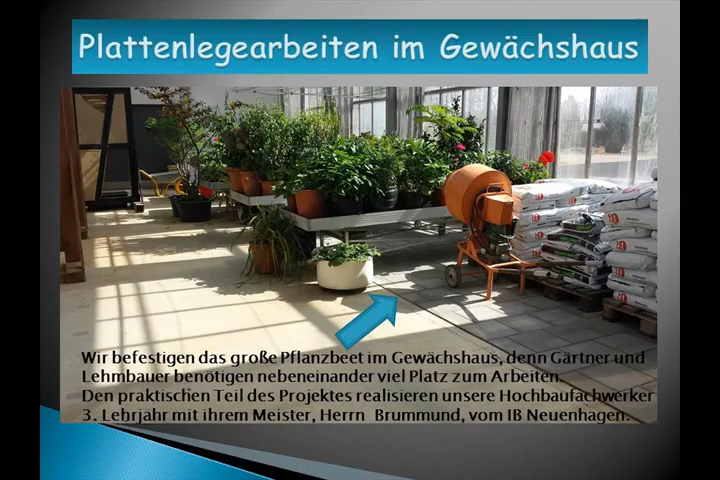 Plattenlegearbeiten im Gewächshaus
Wir befestigen das große Pflanzbeet im Gewächshaus, denn Gärtner und
Lehmbauer benötigen nebeneinander viel Platz zum Arbeiten.
Den praktischen Teil des Projektes realisieren unsere Hochbaufachwerker
3. Lehrjahr mit ihrem Meister, Herrn Brummund, vom IB Neuenhagen.